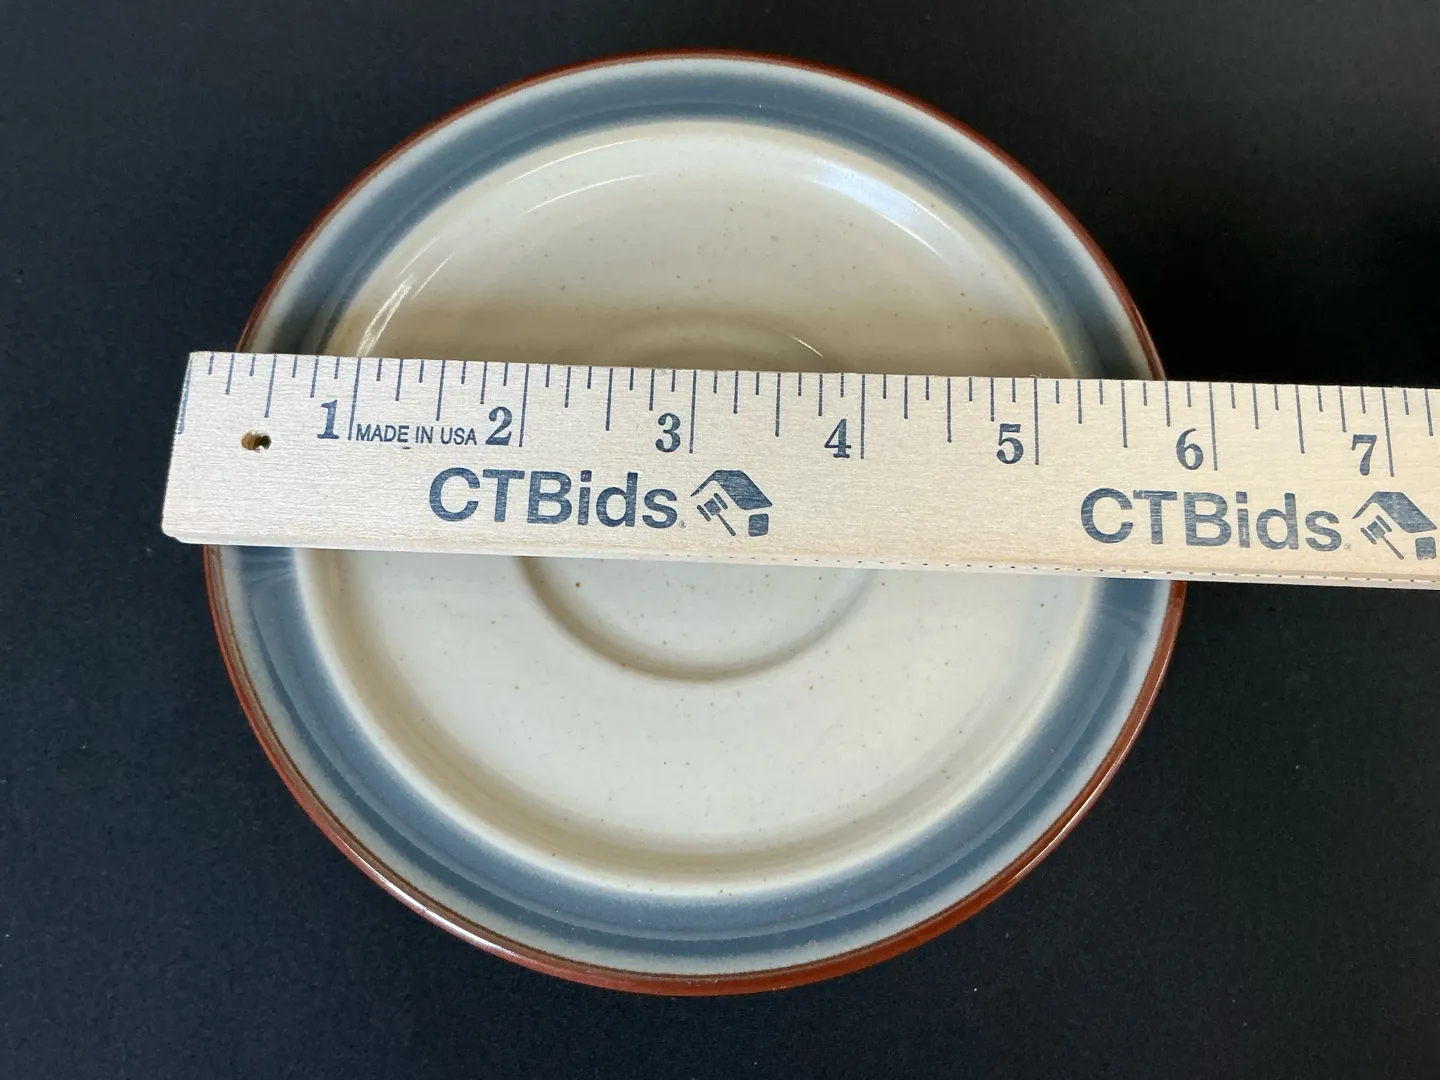 1 MADE IN USA 2 3 4 5 6 7
CTBids. CTBids.